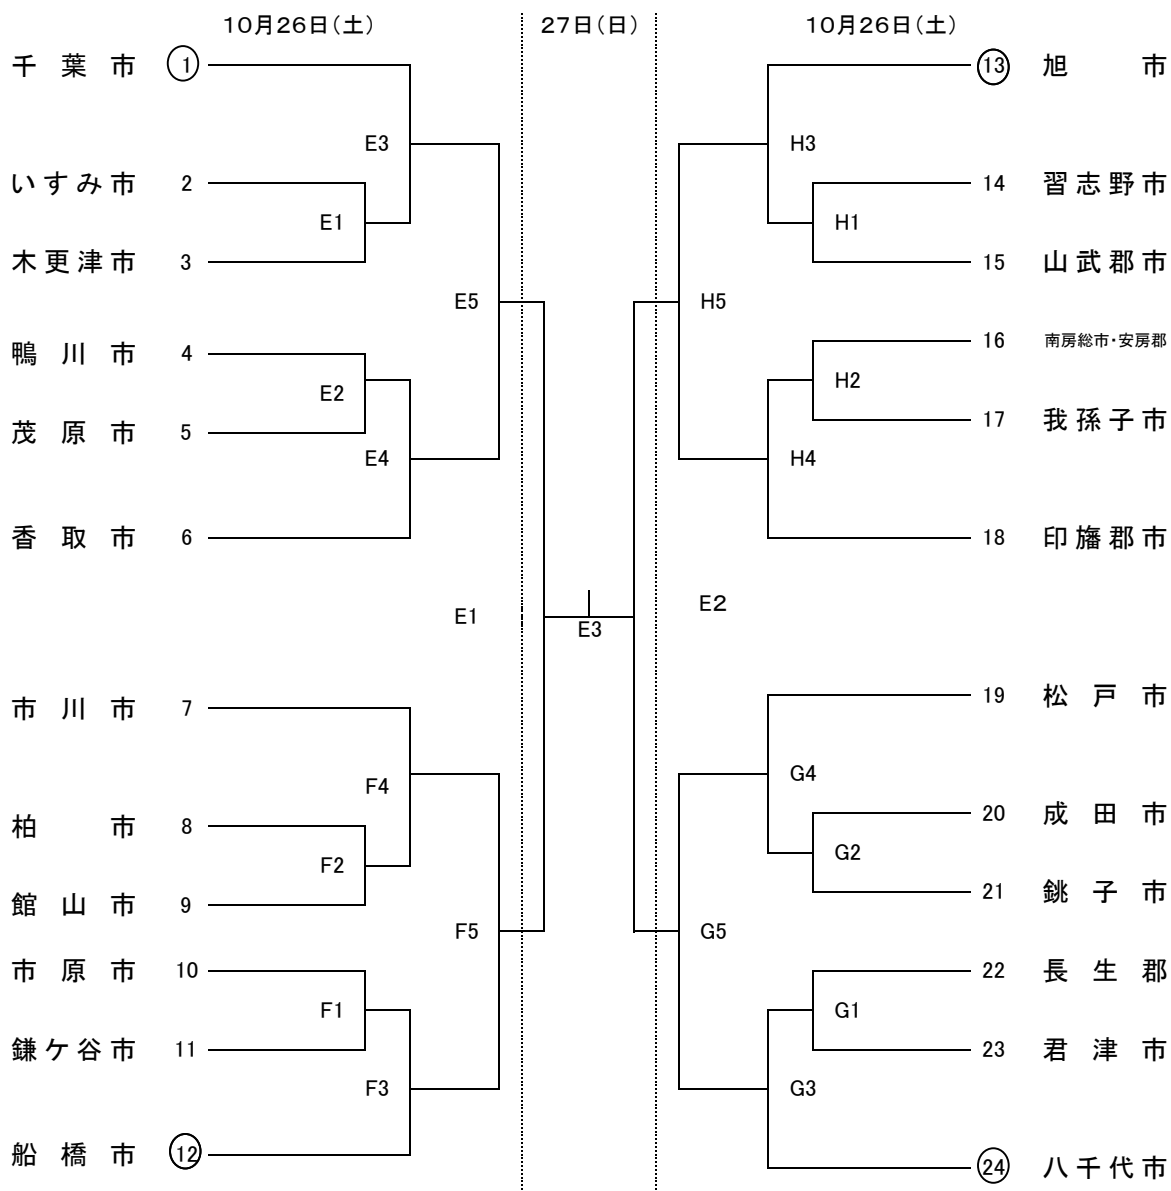 10月26日(土) 27日(日) 10月26日(土)
千葉市 1 13 旭市
E3 H3
いすみ市 2 14 習志野市
E1 H1
木更津市 3 15 山武郡市
E5 H5
16 南房総市・安房郡
鴨川市 4
H2
E2
17 我孫子市
茂原市 5
E4 H4
香取市 6 18 印旛郡市
E2
E1
E3
19 松戸市
市川市 7
G4
F4
20 成田市
柏市 8
G2
F2
21 銚子市
館山市 9
F5 G5
市原市 10 22 長生郡
F1 G1
鎌ケ谷市 11 23 君津市
F3 G3
船橋市 12
24 八千代市